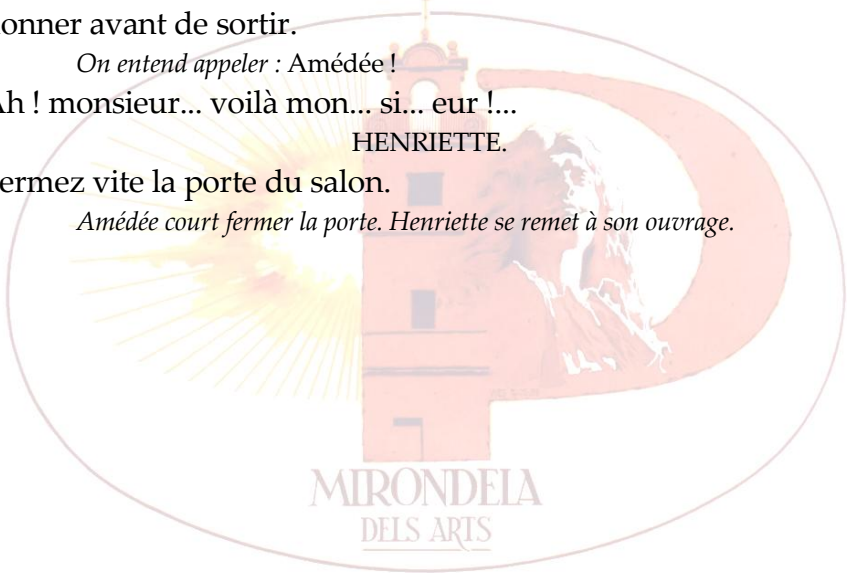 onner avant de sortir.
On entend appeler : Amédée !
Ah ! monsieur... voilà mon... si... eur !...
HENRIETTE.
ermez vite la porte du salon.
Amédée court fermer la porte. Henriette se remet à son ouvrage.
MIRONDELA
DELS ARTS